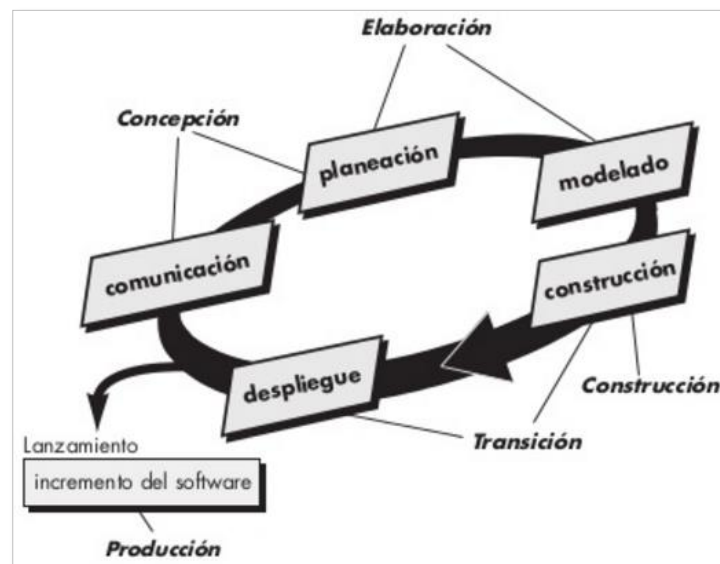 Elaboración
Concepción
planeación
modelado
comunicación
construcción
despliegue
Construcción
Transición
Lanzamiento
incremento del software
Producción